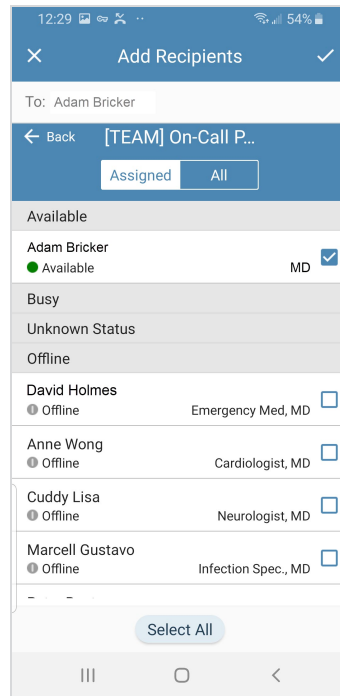 12:29 54%
Add Recipients
To: Adam Bricker
Back [TEAM] On-Call P...
Assigned All
Available
Adam Bricker
Available MD
Busy
Unknown Status
Offline
David Holmes
Offline Emergency Med, MD
Anne Wong
Offline Cardiologist, MD
Cuddy Lisa
Offline Neurologist, MD
Marcell Gustavo
Offline Infection Spec., MD
Select All